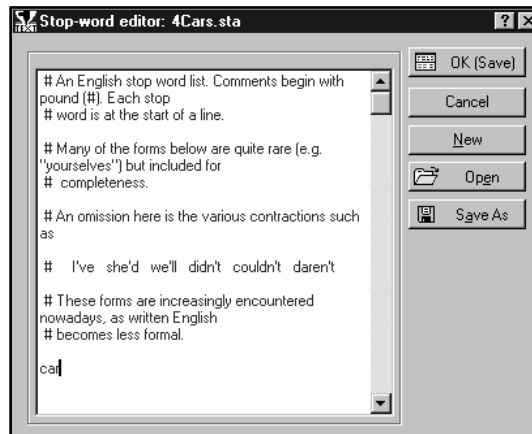 Stop-word editor: 4Cars.sta
# An English stop word list. Comments begin with
pound (#). Each stop
# word is at the start of a line.
# Many of the forms below are quite rare (e.g.
"yourselves") but included for
#  completeness.
# An omission here is the various contractions such
as
#     I've   she'd   we'll   didn't   couldn't   daren't
# These forms are increasingly encountered
nowadays, as written English
# becomes less formal.
car
OK (Save)
Cancel
New
Open
Save As